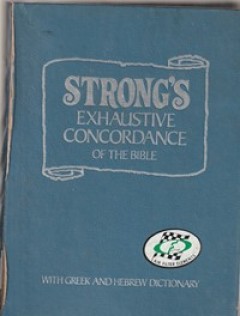 STRONG'S
EXHAUSTIVE
CONCORDANCE
OF THE BIBLE
WITH GREEK AND HEBREW DICTIONARY